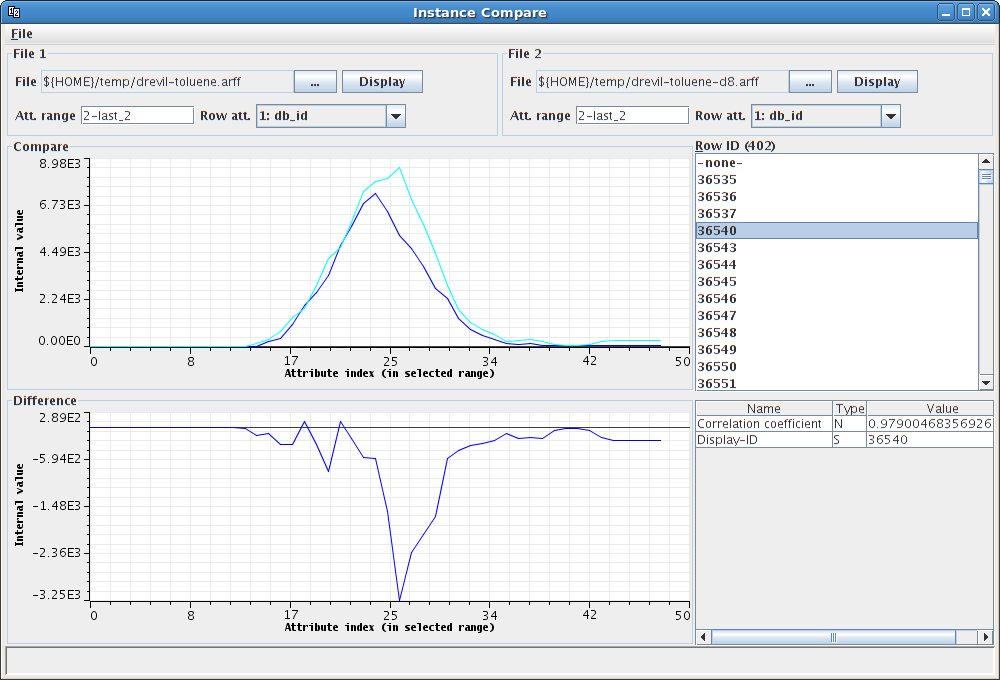 Instance Compare
File
File 1
File ${HOME}/temp/drevil-toluene.arff ... Display
Att. range 2-last_2 Row att. 1: db_id
File 2
File ${HOME}/temp/drevil-toluene-d8.arff ... Display
Att. range 2-last_2 Row att. 1: db_id
Compare
8.98E3
6.73E3
4.49E3
2.24E3
0.00E0
Internal value
0 8 17 25 34 42 50
Attribute index (in selected range)
Row ID (402)
-none-
36535
36536
36537
36540
36543
36544
36545
36546
36547
36548
36549
36550
36551
Difference
2.89E2
-5.94E2
-1.48E3
-2.36E3
-3.25E3
Internal value
0 8 17 25 34 42 50
Attribute index (in selected range)
Name Type Value
Correlation coefficient N 0.97900468356926
Display-ID S 36540